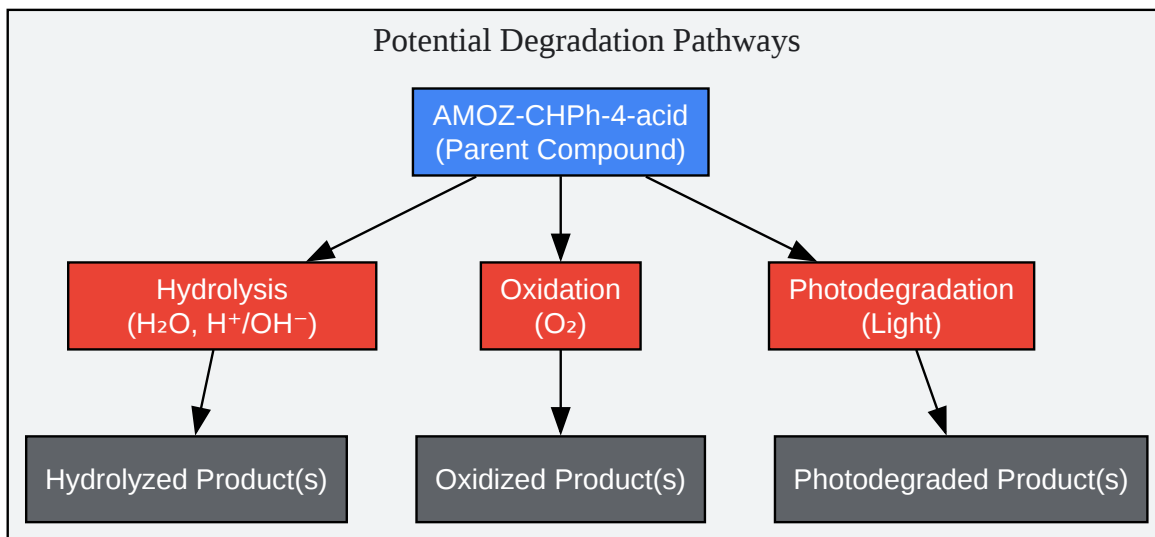 Potential Degradation Pathways
AMOZ-CHPh-4-acid
(Parent Compound)
Hydrolysis
(H₂O, H⁺/OH⁻)
Oxidation
(O₂)
Photodegradation
(Light)
Hydrolyzed Product(s)
Oxidized Product(s)
Photodegraded Product(s)